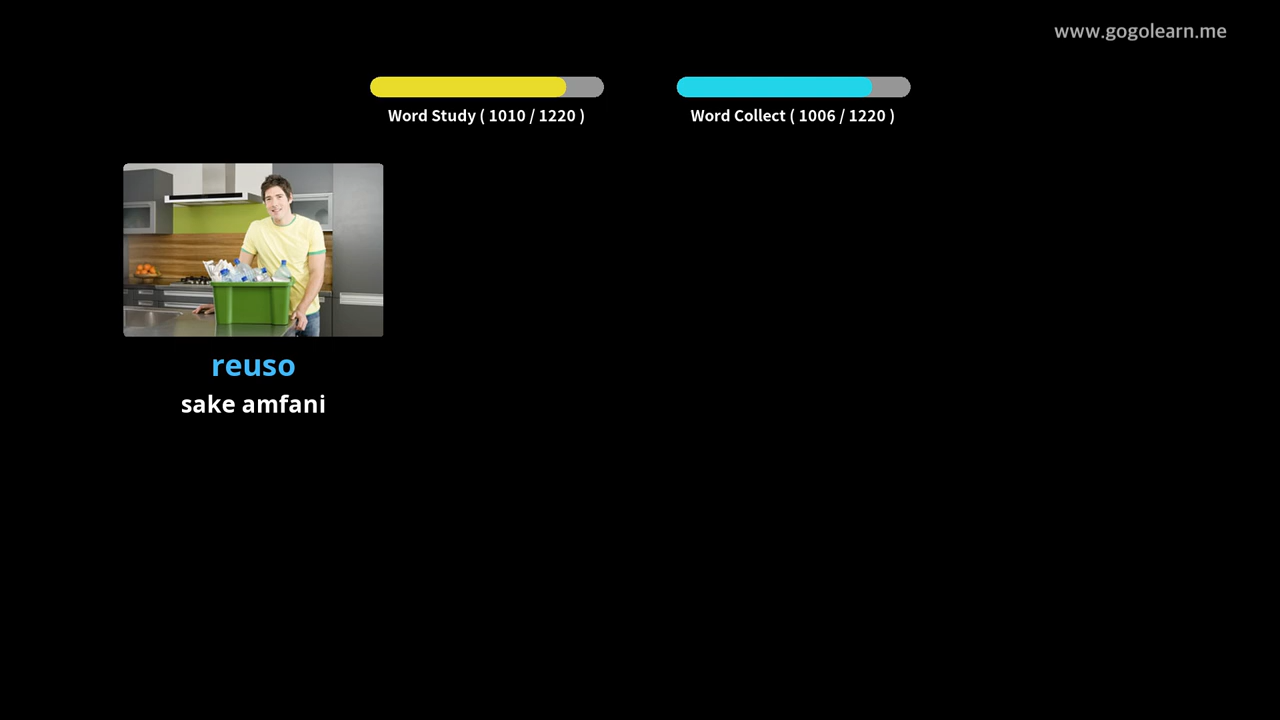 www.gogolearn.me
Word Study ( 1010 / 1220 )
Word Collect ( 1006 / 1220 )
reuso
sake amfani